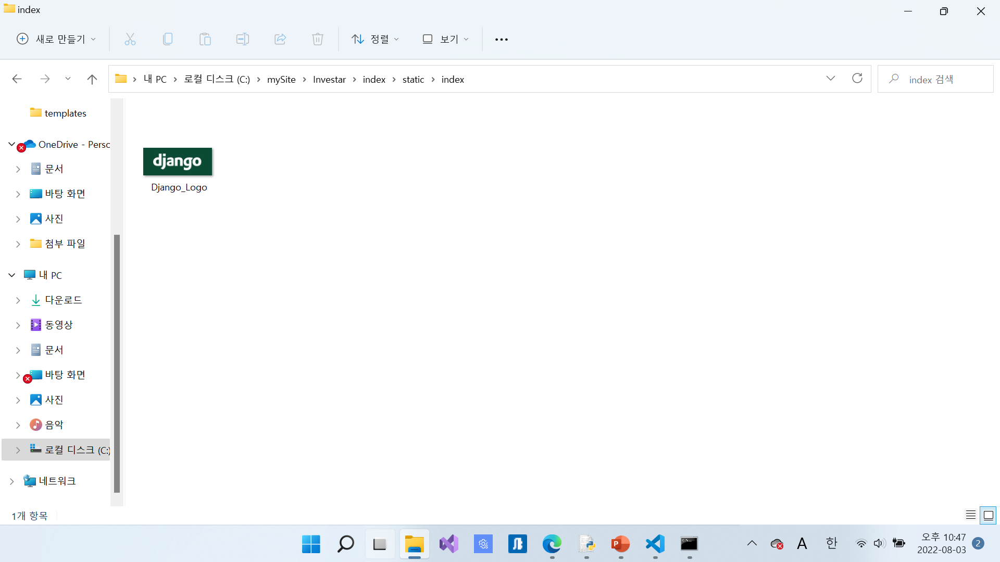 index
새로 만들기
정렬
보기
내 PC > 로컬 디스크 (C:) > mySite > Investar > index > static > index
index 검색
templates
OneDrive - Perso
문서
바탕 화면
사진
첨부 파일
내 PC
다운로드
동영상
문서
바탕 화면
사진
음악
로컬 디스크 (C:)
네트워크
django
Django_Logo
1개 항목
A
한
오후 10:47
2022-08-03
2